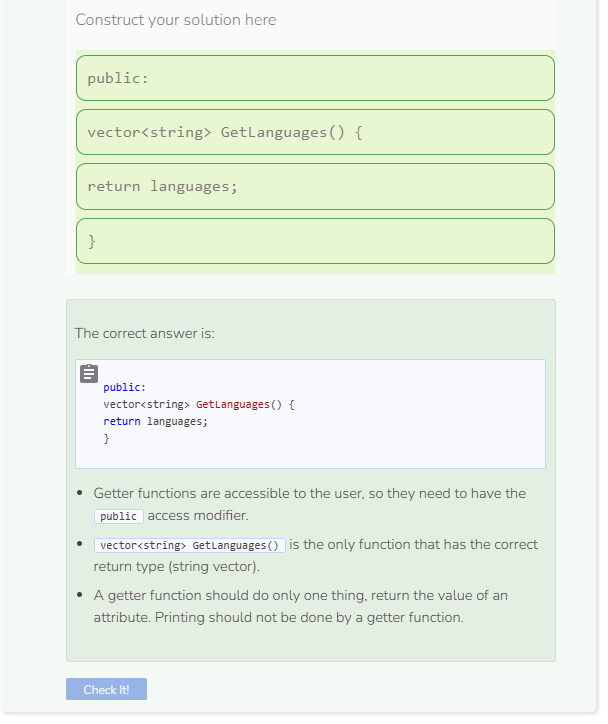 Construct your solution here
public:
vector<string> GetLanguages() {
return languages;
}
The correct answer is:
public:
vector<string> GetLanguages() {
return languages;
}
Getter functions are accessible to the user, so they need to have the
public access modifier.
vector<string> GetLanguages() is the only function that has the correct
return type (string vector).
A getter function should do only one thing, return the value of an
attribute. Printing should not be done by a getter function.
Check It!